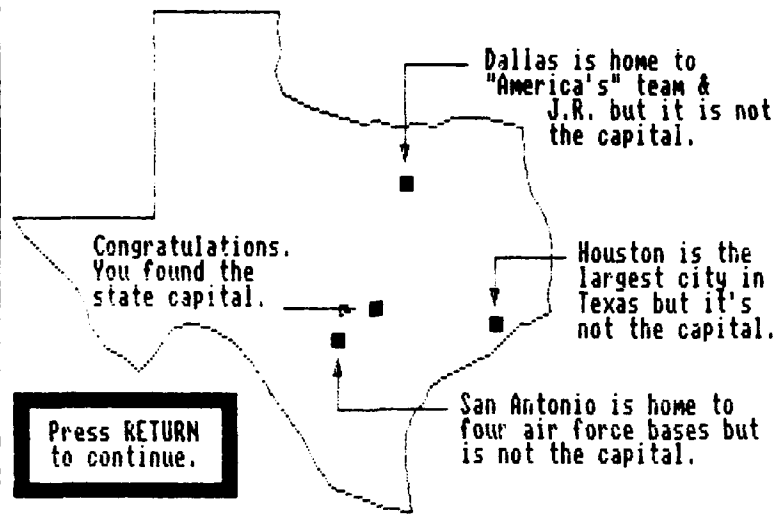 Dallas is home to
"America's" team &
J.R. but it is not
the capital.
Congratulations.
You found the
state capital.
Houston is the
largest city in
Texas but it's
not the capital.
San Antonio is home to
four air force bases but
is not the capital.
Press RETURN
to continue.